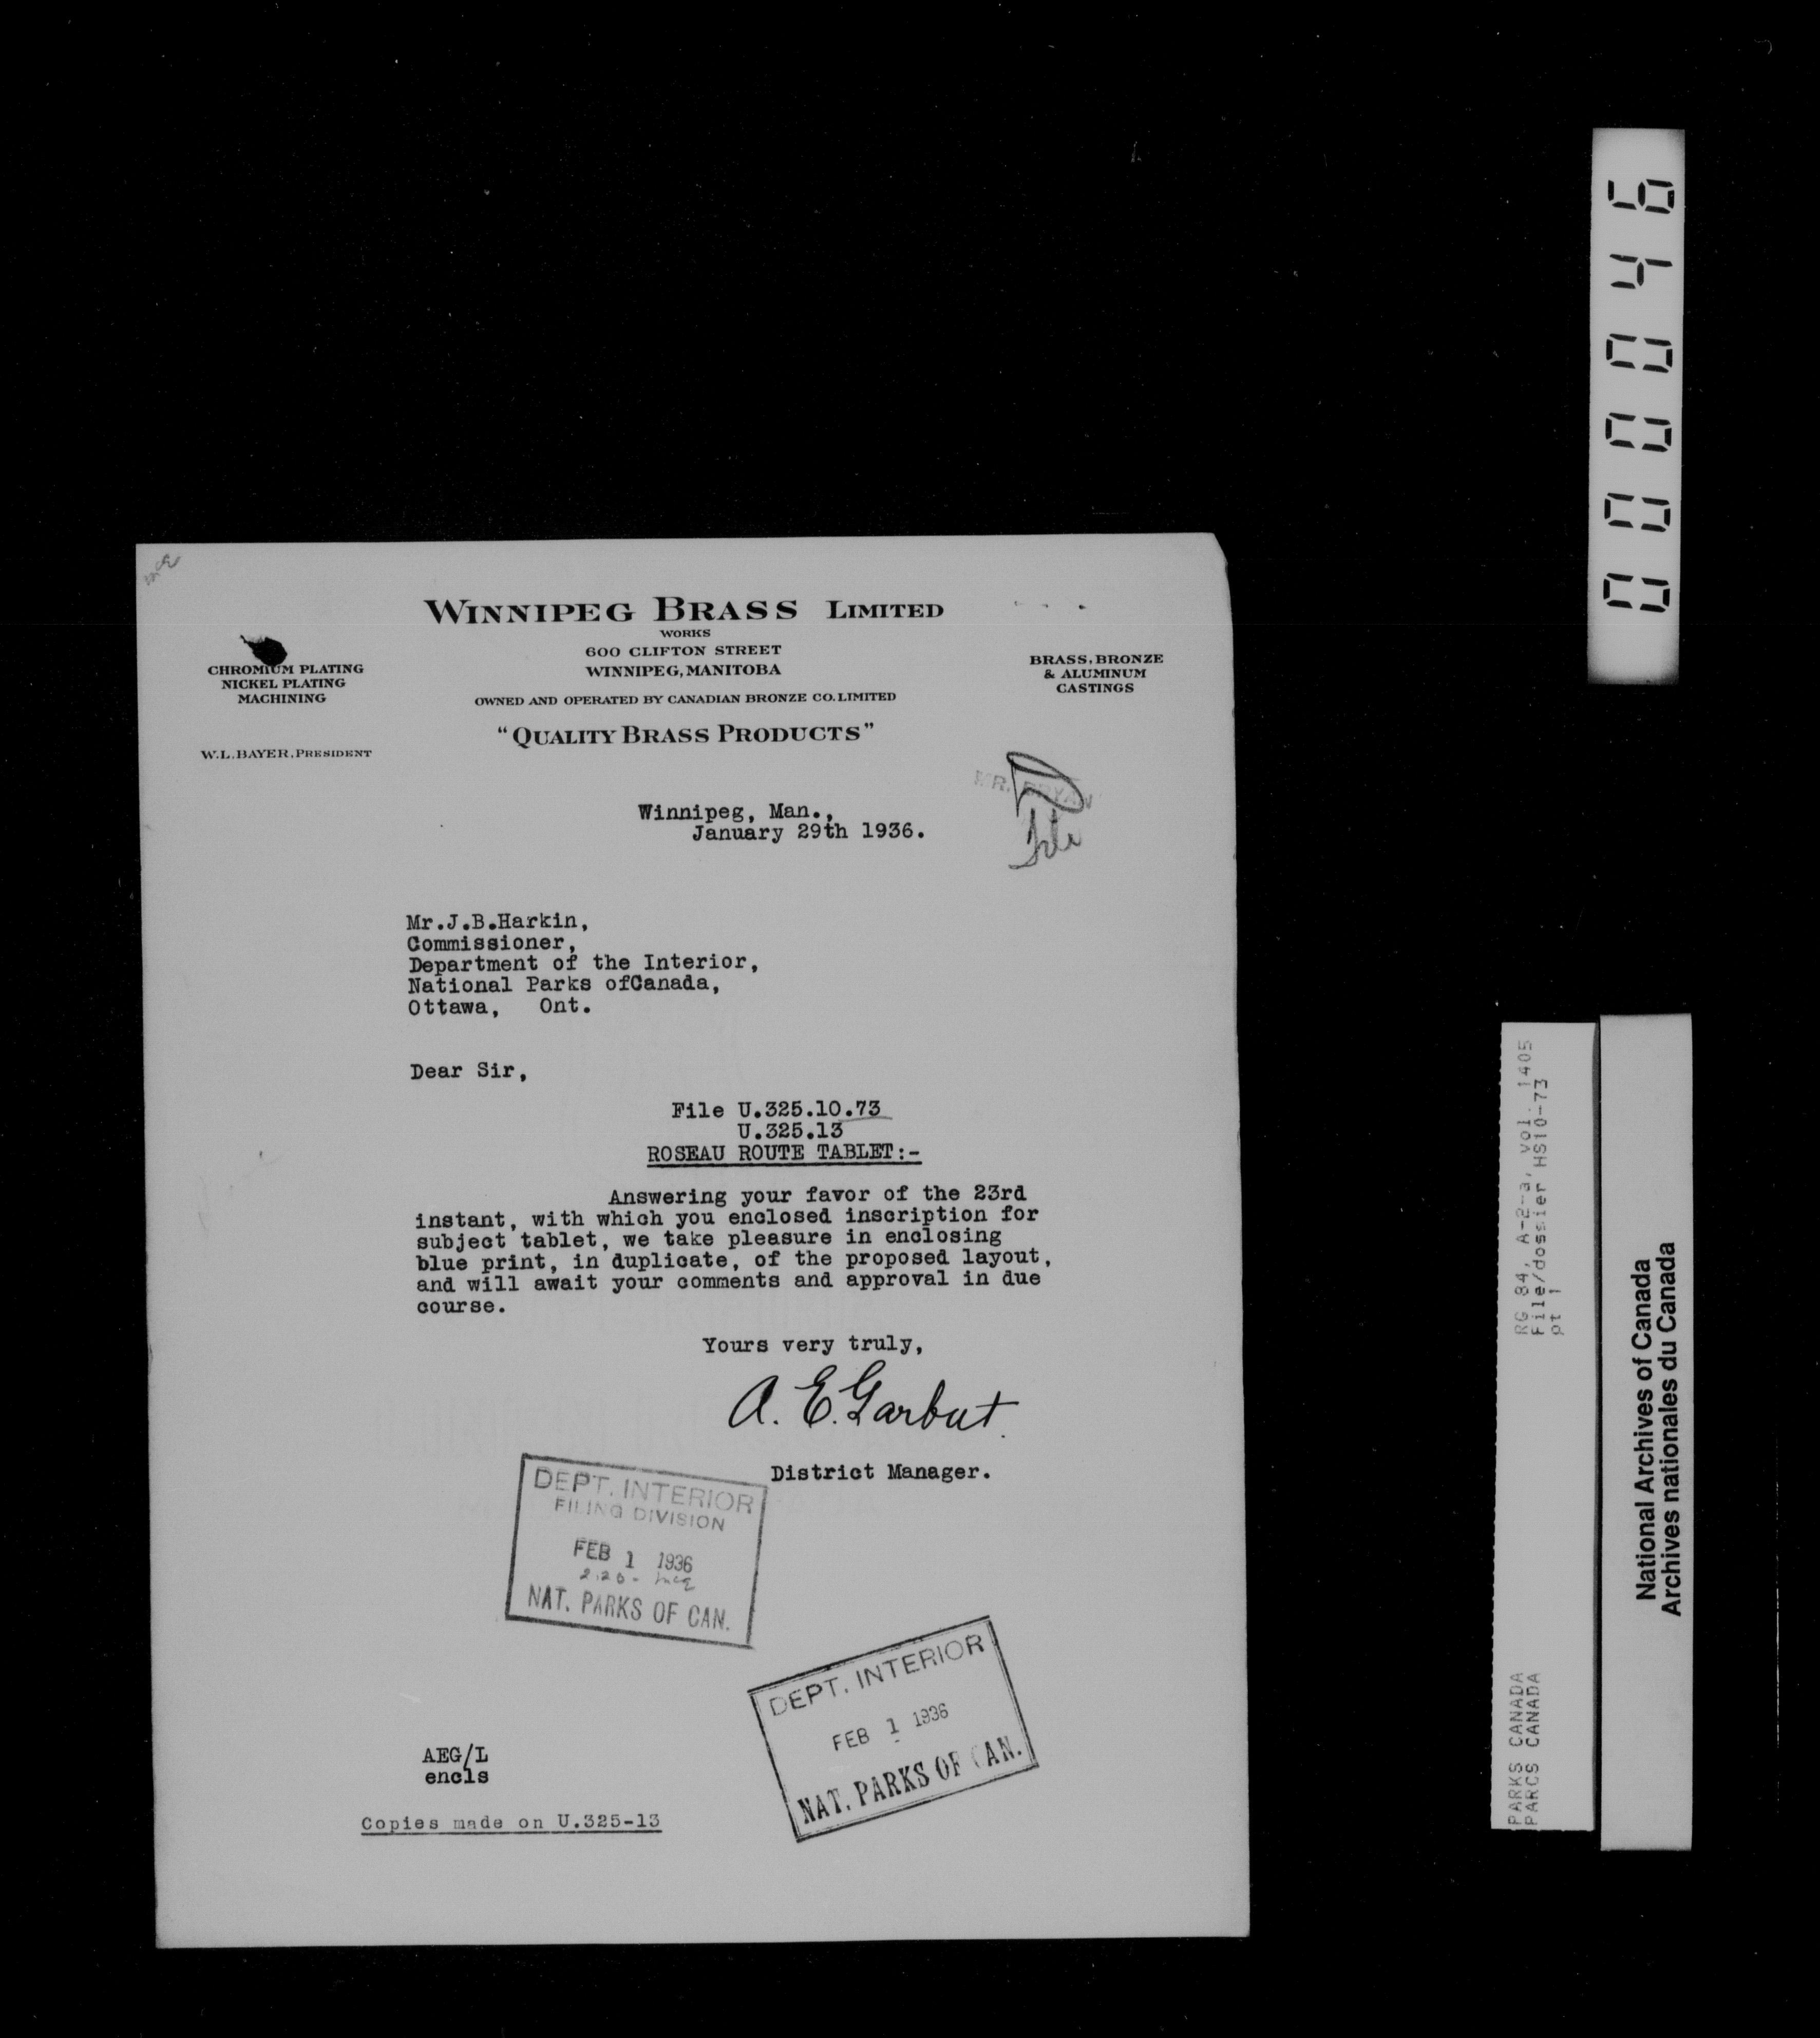 WINNIPEG BRASS LIMITED
WORKS
600 CLIFTON STREET
WINNIPEG, MANITOBA
OWNED AND OPERATED BY CANADIAN BRONZE CO. LIMITED
"QUALITY BRASS PRODUCTS"
CHROMIUM PLATING
NICKEL PLATING
MACHINING
W.L. BAYER, PRESIDENT
BRASS, BRONZE
& ALUMINUM
CASTINGS
MR. BRYAN
File
Winnipeg, Man.,
January 29th 1936.
Mr.J.B.Harkin,
Commissioner,
Department of the Interior,
National Parks ofCanada,
Ottawa, Ont.
Dear Sir,
File U.325.10.73
U.325.13
ROSEAU ROUTE TABLET:-
Answering your favor of the 23rd
instant, with which you enclosed inscription for
subject tablet, we take pleasure in enclosing
blue print, in duplicate, of the proposed layout,
and will await your comments and approval in due
course.
Yours very truly,
A. E. Garbut.
District Manager.
DEPT. INTERIOR
FILING DIVISION
FEB 1 1936
2.20-
NAT. PARKS OF CAN.
DEPT. INTERIOR
FEB 1 1936
NAT. PARKS OF CAN.
AEG/L
encls
Copies made on U.325-13
000046
RG 84, A-2-a, vol. 1405
File/dossier HS10-73
pt 1
PARKS CANADA
PARCS CANADA
National Archives of Canada
Archives nationales du Canada